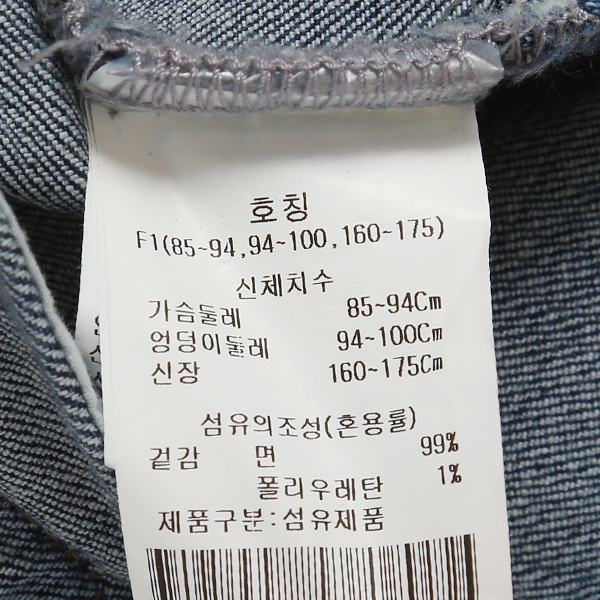 호칭
F1(85~94,94~100,160~175)
신체치수
가슴둘레 85~94Cm
엉덩이둘레 94~100Cm
신장 160~175Cm
섬유의조성(혼용률)
겉감 면 99%
폴리우레탄 1%
제품구분:섬유제품